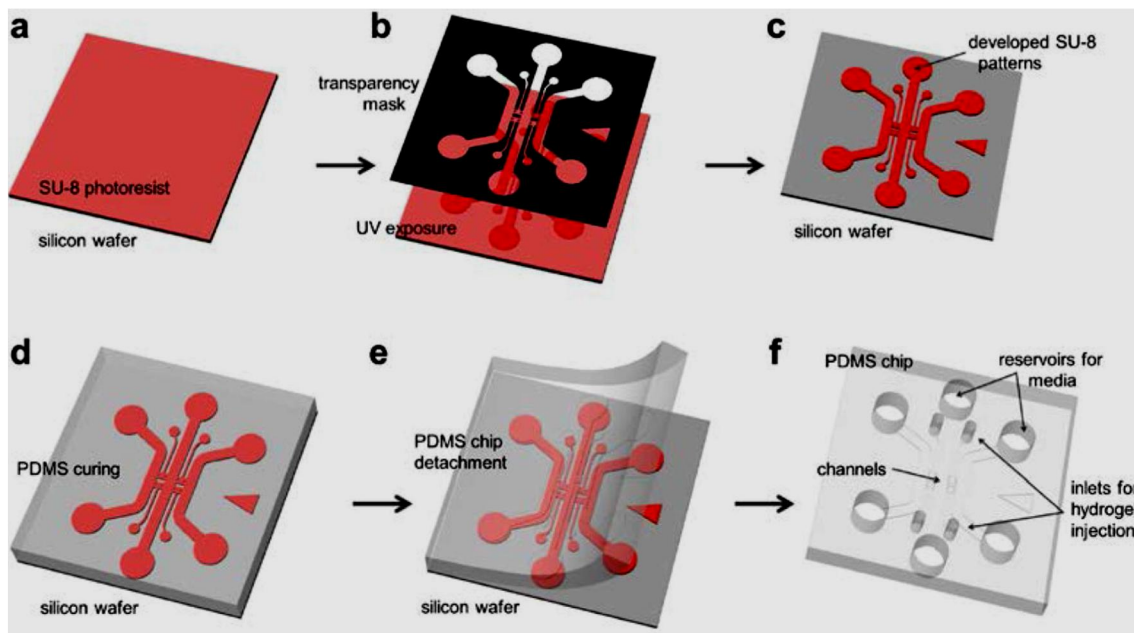 a
SU-8 photoresist
silicon wafer
b
transparency
mask
UV exposure
c
developed SU-8
patterns
silicon wafer
d
PDMS curing
silicon wafer
e
PDMS chip
detachment
silicon wafer
f
PDMS chip
reservoirs for
media
channels
inlets for
hydroge
injection